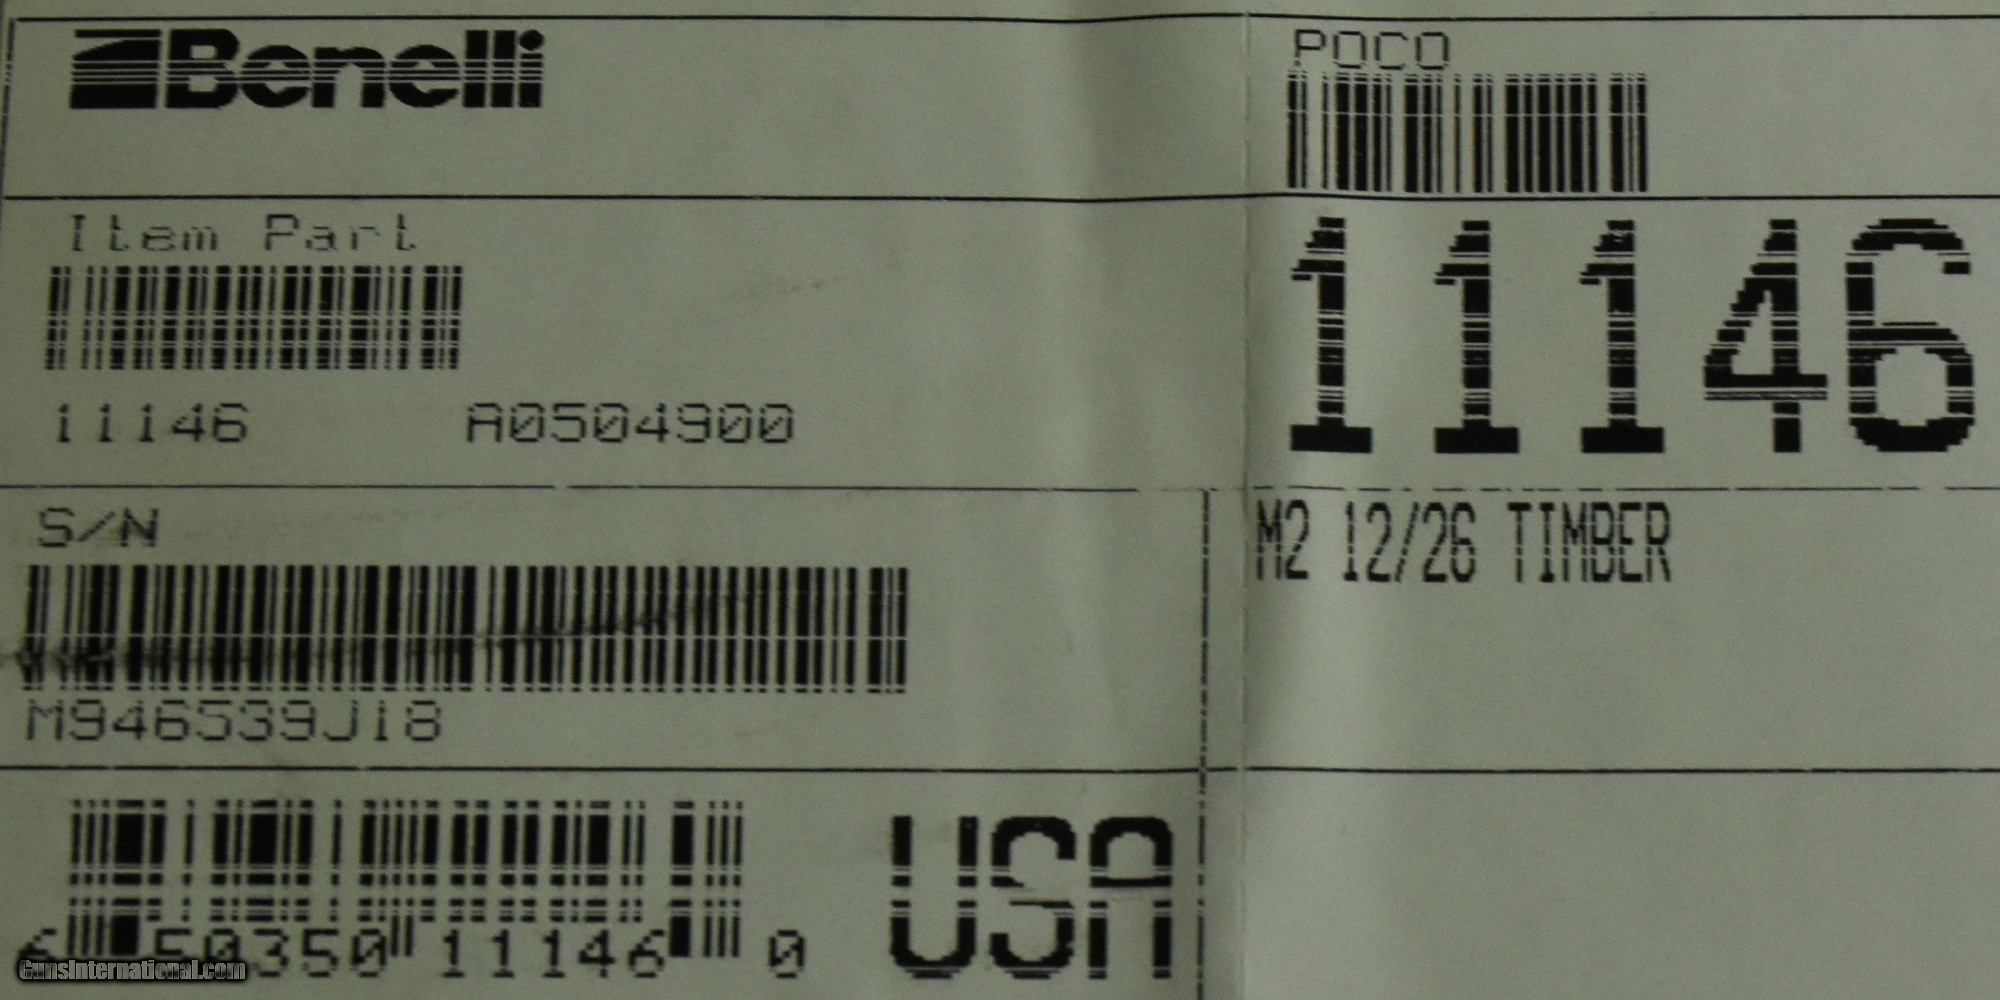 Benelli
POCO
Item Part
11146
11146 A0504900
S/N
M2 12/26 TIMBER
M946539J18
USA
6 50350 11146 0
GunsInternational.com